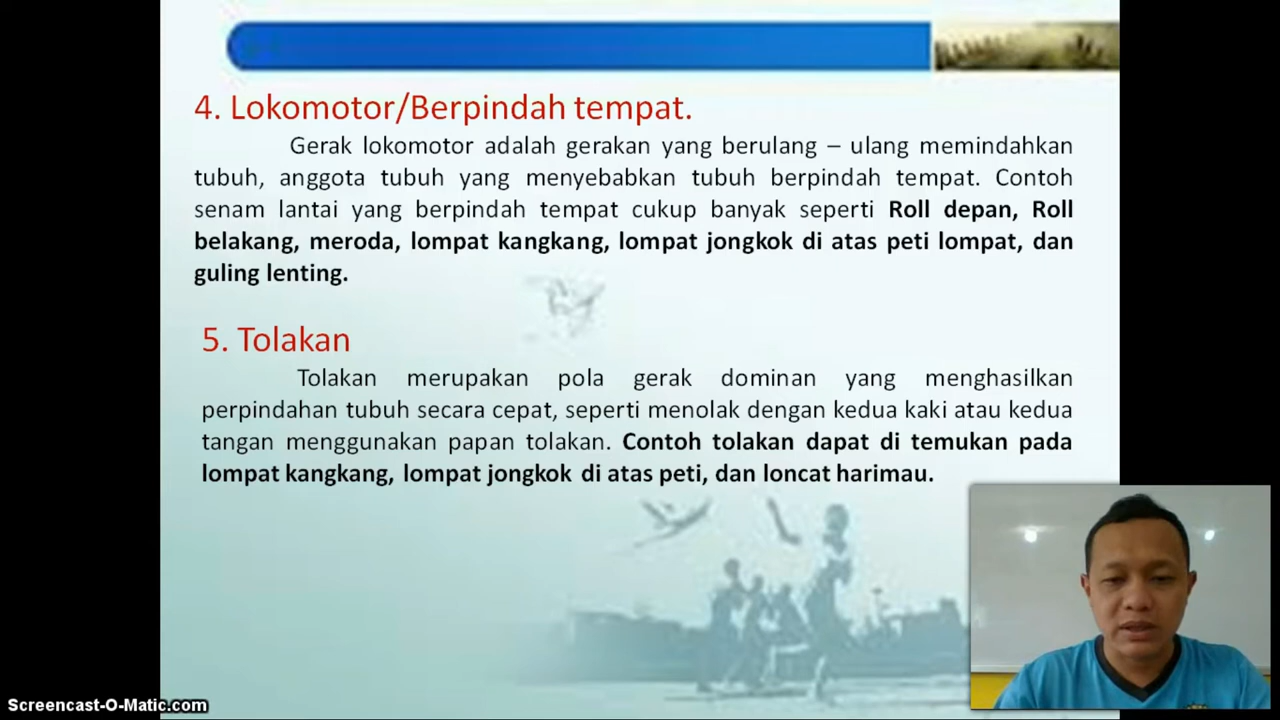 4. Lokomotor/Berpindah tempat.
Gerak lokomotor adalah gerakan yang berulang – ulang memindahkan
tubuh, anggota tubuh yang menyebabkan tubuh berpindah tempat. Contoh
senam lantai yang berpindah tempat cukup banyak seperti Roll depan, Roll
belakang, meroda, lompat kangkang, lompat jongkok di atas peti lompat, dan
guling lenting.
5. Tolakan
Tolakan merupakan pola gerak dominan yang menghasilkan
perpindahan tubuh secara cepat, seperti menolak dengan kedua kaki atau kedua
tangan menggunakan papan tolakan. Contoh tolakan dapat di temukan pada
lompat kangkang, lompat jongkok di atas peti, dan loncat harimau.
Screencast-O-Matic.com